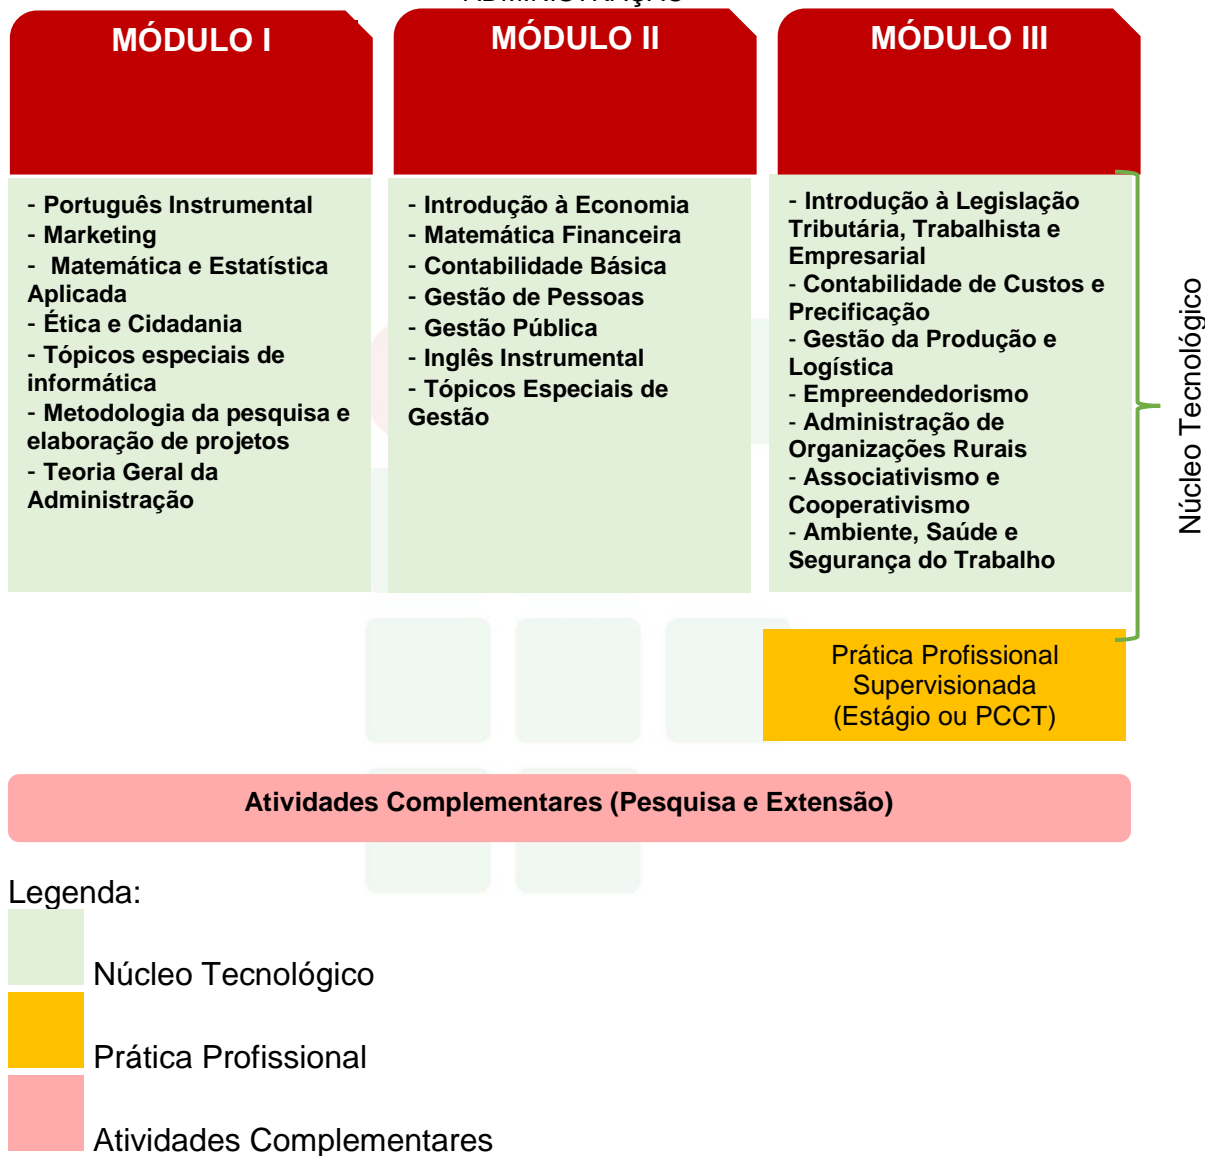 ADMINISTRAÇÃO
MÓDULO I
- Português Instrumental
- Marketing
- Matemática e Estatística
Aplicada
- Ética e Cidadania
- Tópicos especiais de
informática
- Metodologia da pesquisa e
elaboração de projetos
- Teoria Geral da
Administração
MÓDULO II
- Introdução à Economia
- Matemática Financeira
- Contabilidade Básica
- Gestão de Pessoas
- Gestão Pública
- Inglês Instrumental
- Tópicos Especiais de
Gestão
MÓDULO III
- Introdução à Legislação
Tributária, Trabalhista e
Empresarial
- Contabilidade de Custos e
Precificação
- Gestão da Produção e
Logística
- Empreendedorismo
- Administração de
Organizações Rurais
- Associativismo e
Cooperativismo
- Ambiente, Saúde e
Segurança do Trabalho
Núcleo Tecnológico
Prática Profissional
Supervisionada
(Estágio ou PCCT)
Atividades Complementares (Pesquisa e Extensão)
Legenda:
Núcleo Tecnológico
Prática Profissional
Atividades Complementares